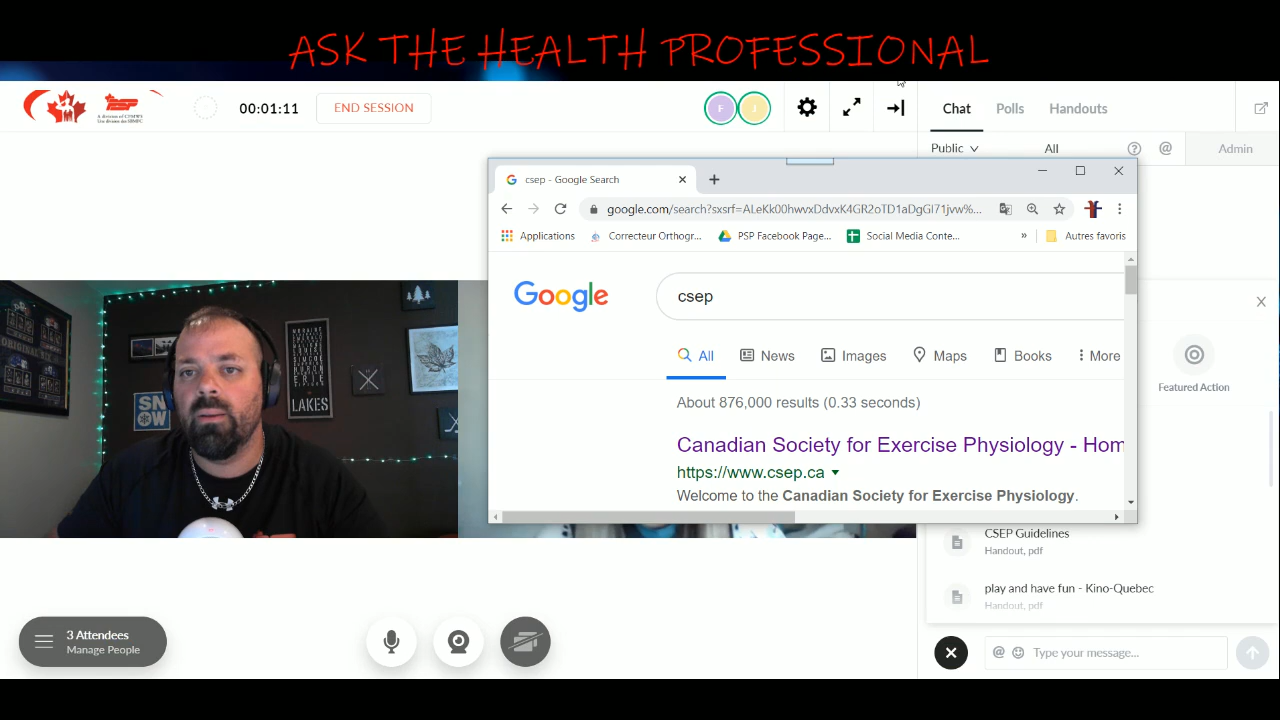 ASK THE HEALTH PROFESSIONAL
00:01:11
END SESSION
F
J
Chat
Polls
Handouts
Public
All
Admin
csep - Google Search
google.com/search?sxsrf=ALeKk00hwvxDdvxK4GR2oTD1aDgGI71jvw%...
Applications
Correcteur Orthogr...
PSP Facebook Page...
Social Media Conte...
»
Autres favoris
Google
csep
All
News
Images
Maps
Books
More
About 876,000 results (0.33 seconds)
Canadian Society for Exercise Physiology - Hom
https://www.csep.ca
Welcome to the Canadian Society for Exercise Physiology.
Featured Action
CSEP Guidelines
Handout, pdf
play and have fun - Kino-Quebec
Handout, pdf
3 Attendees
Manage People
Type your message...
LAKES
SN
OW